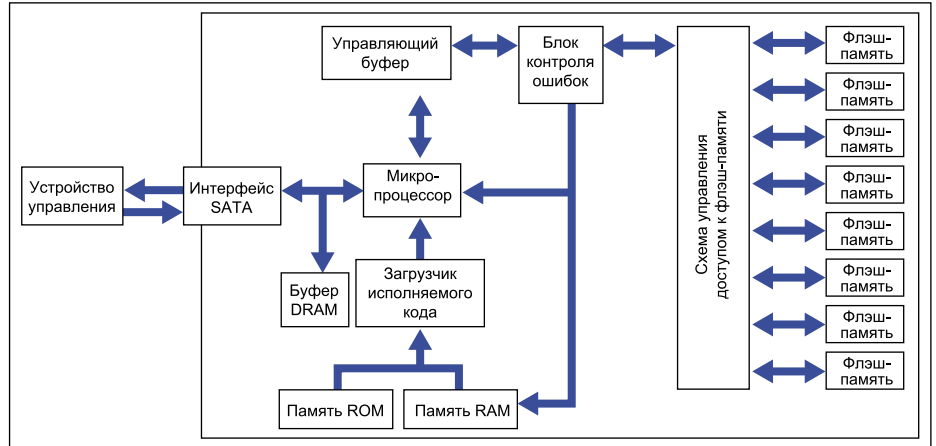 Управляющий
буфер
Блок
контроля
ошибок
Флэш-
память
Флэш-
память
Флэш-
память
Флэш-
память
Флэш-
память
Флэш-
память
Флэш-
память
Флэш-
память
Схема управления
доступом к флэш-памяти
Устройство
управления
Интерфейс
SATA
Микро-
процессор
Буфер
DRAM
Загрузчик
исполняемого
кода
Память ROM
Память RAM